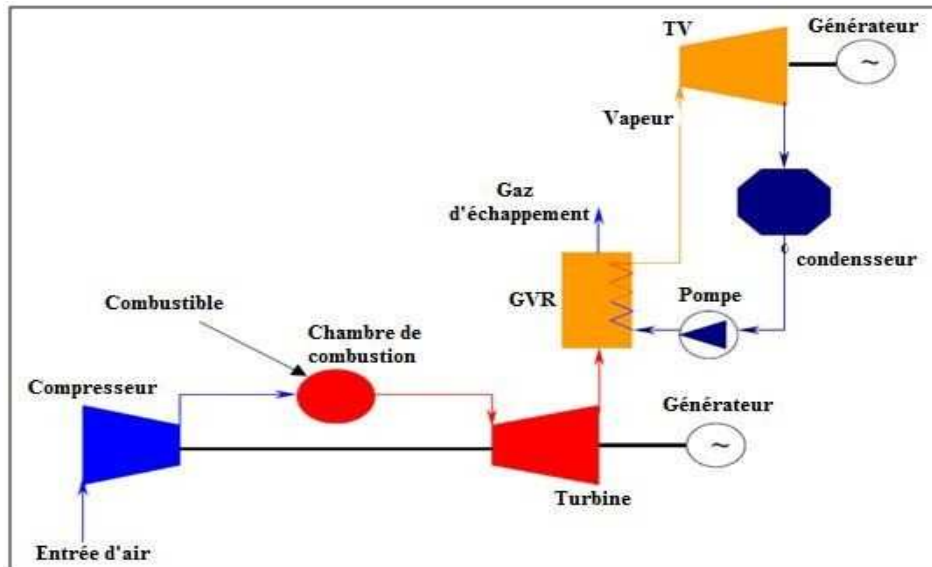 TV
Générateur
Vapeur
Gaz
d'échappement
condensseur
GVR
Pompe
Combustible
Chambre de
combustion
Compresseur
Générateur
~
~
Turbine
Entrée d'air